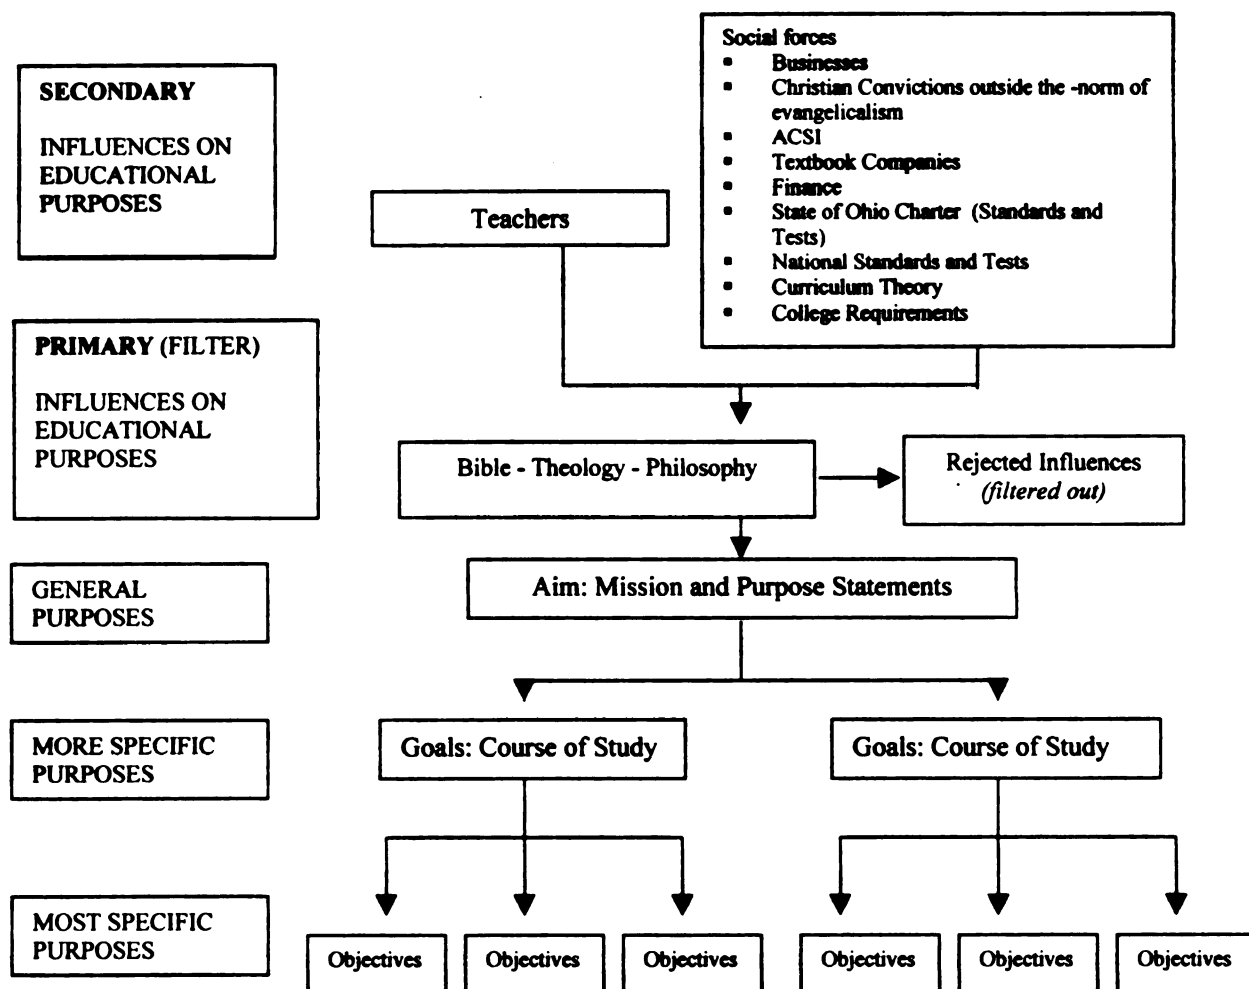 SECONDARY
INFLUENCES ON
EDUCATIONAL
PURPOSES
Teachers
Social forces
▪ Businesses
▪ Christian Convictions outside the -norm of
evangelicalism
▪ ACSI
▪ Textbook Companies
▪ Finance
▪ State of Ohio Charter (Standards and
Tests)
▪ National Standards and Tests
▪ Curriculum Theory
▪ College Requirements
PRIMARY (FILTER)
INFLUENCES ON
EDUCATIONAL
PURPOSES
Bible - Theology - Philosophy
Rejected Influences
(filtered out)
GENERAL
PURPOSES
Aim: Mission and Purpose Statements
MORE SPECIFIC
PURPOSES
Goals: Course of Study
Goals: Course of Study
MOST SPECIFIC
PURPOSES
Objectives
Objectives
Objectives
Objectives
Objectives
Objectives